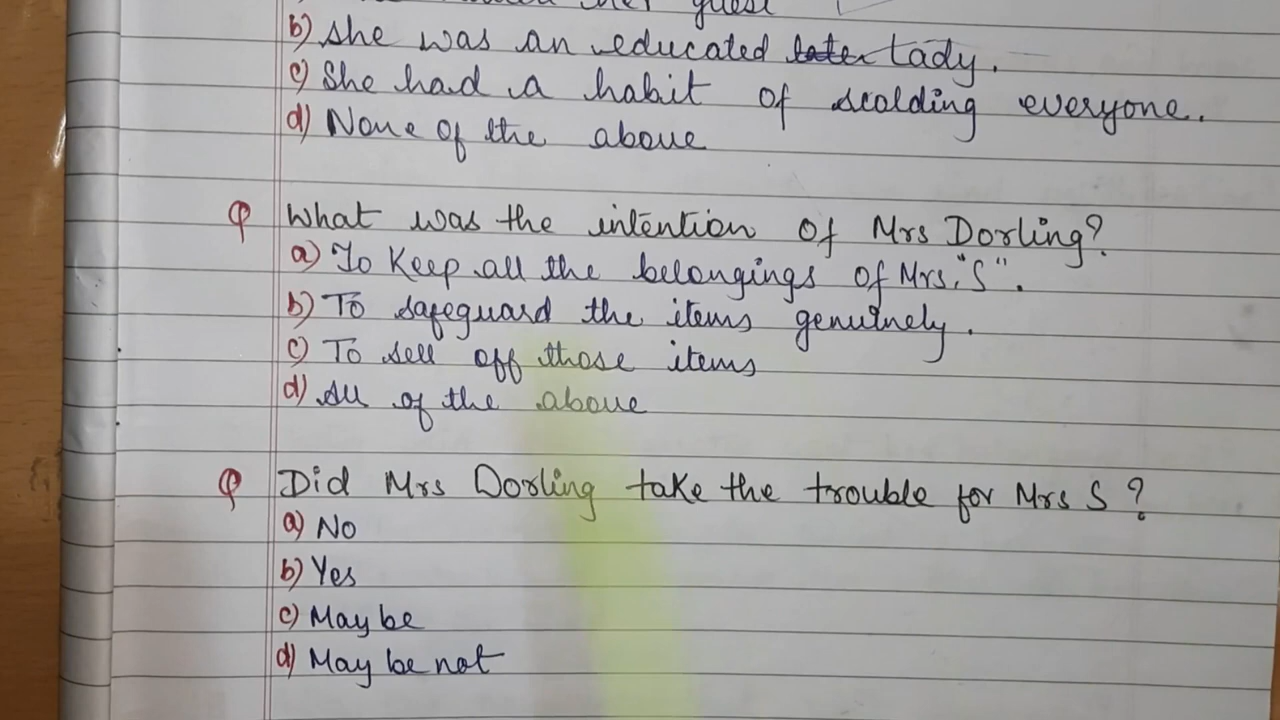 guest
b) she was an educated later Lady.
c) She had a habit of scolding everyone.
d) None of the above
Q What was the intention of Mrs Dorling?
a) To Keep all the belongings of Mrs. "S".
b) To safeguard the items genuinely.
c) To sell off those items
d) All of the above
Q Did Mrs Dorling take the trouble for Mrs S ?
a) No
b) Yes
c) May be
d) May be not